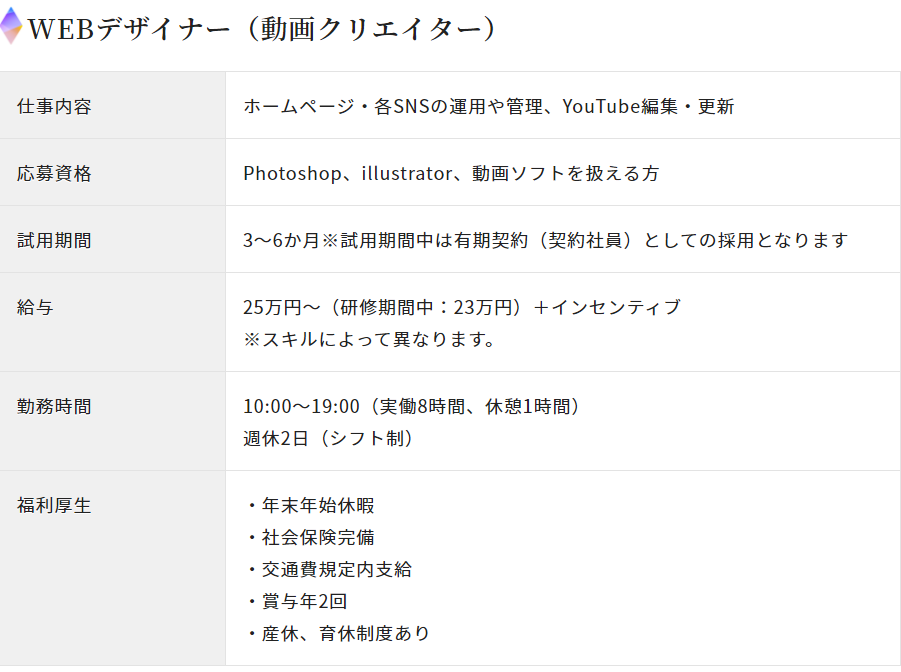 WEBデザイナー（動画クリエイター）
仕事内容
ホームページ・各SNSの運用や管理、YouTube編集・更新
応募資格
Photoshop、illustrator、動画ソフトを扱える方
試用期間
3～6か月※試用期間中は有期契約（契約社員）としての採用となります
給与
25万円～（研修期間中：23万円）＋インセンティブ
※スキルによって異なります。
勤務時間
10:00～19:00（実働8時間、休憩1時間）
週休2日（シフト制）
福利厚生
・年末年始休暇
・社会保険完備
・交通費規定内支給
・賞与年2回
・産休、育休制度あり